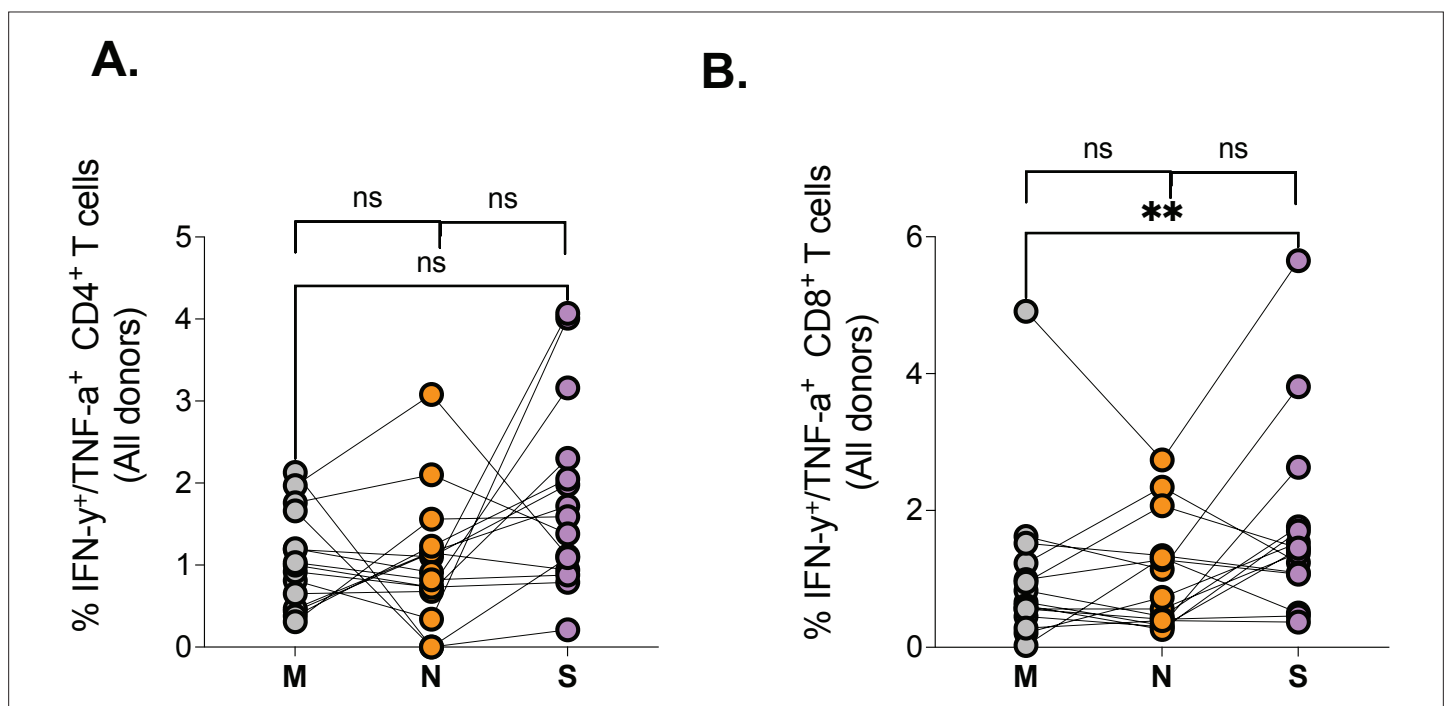 A.
% IFN-y⁺/TNF-a⁺ CD4⁺ T cells
(All donors)
ns
ns
ns
5
4
3
2
1
0
M
N
S
B.
% IFN-y⁺/TNF-a⁺ CD8⁺ T cells
(All donors)
ns
ns
**
6
4
2
0
M
N
S